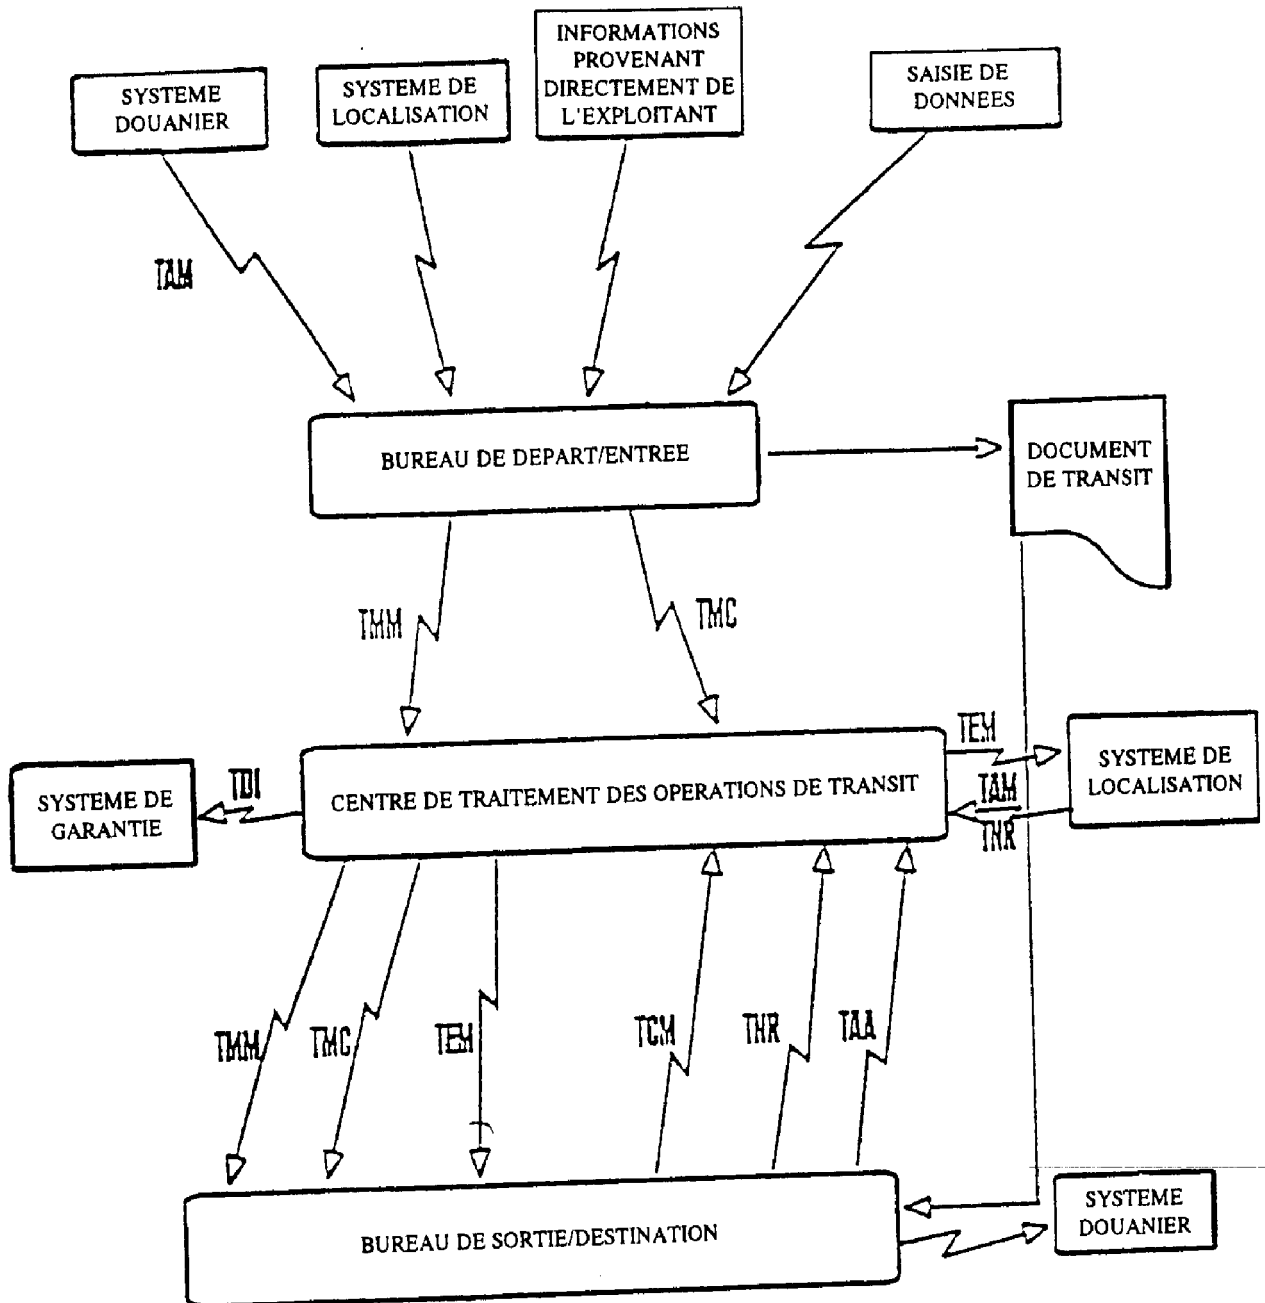 SYSTEME
DOUANIER
SYSTEME DE
LOCALISATION
INFORMATIONS
PROVENANT
DIRECTEMENT DE
L'EXPLOITANT
SAISIE DE
DONNEES
TAM
BUREAU DE DEPART/ENTREE
DOCUMENT
DE TRANSIT
TMM
TMC
SYSTEME DE
GARANTIE
TDI
CENTRE DE TRAITEMENT DES OPERATIONS DE TRANSIT
TEM
TAM
TNR
SYSTEME DE
LOCALISATION
TMM
TMC
TEM
TCM
TNR
TAA
BUREAU DE SORTIE/DESTINATION
SYSTEME
DOUANIER